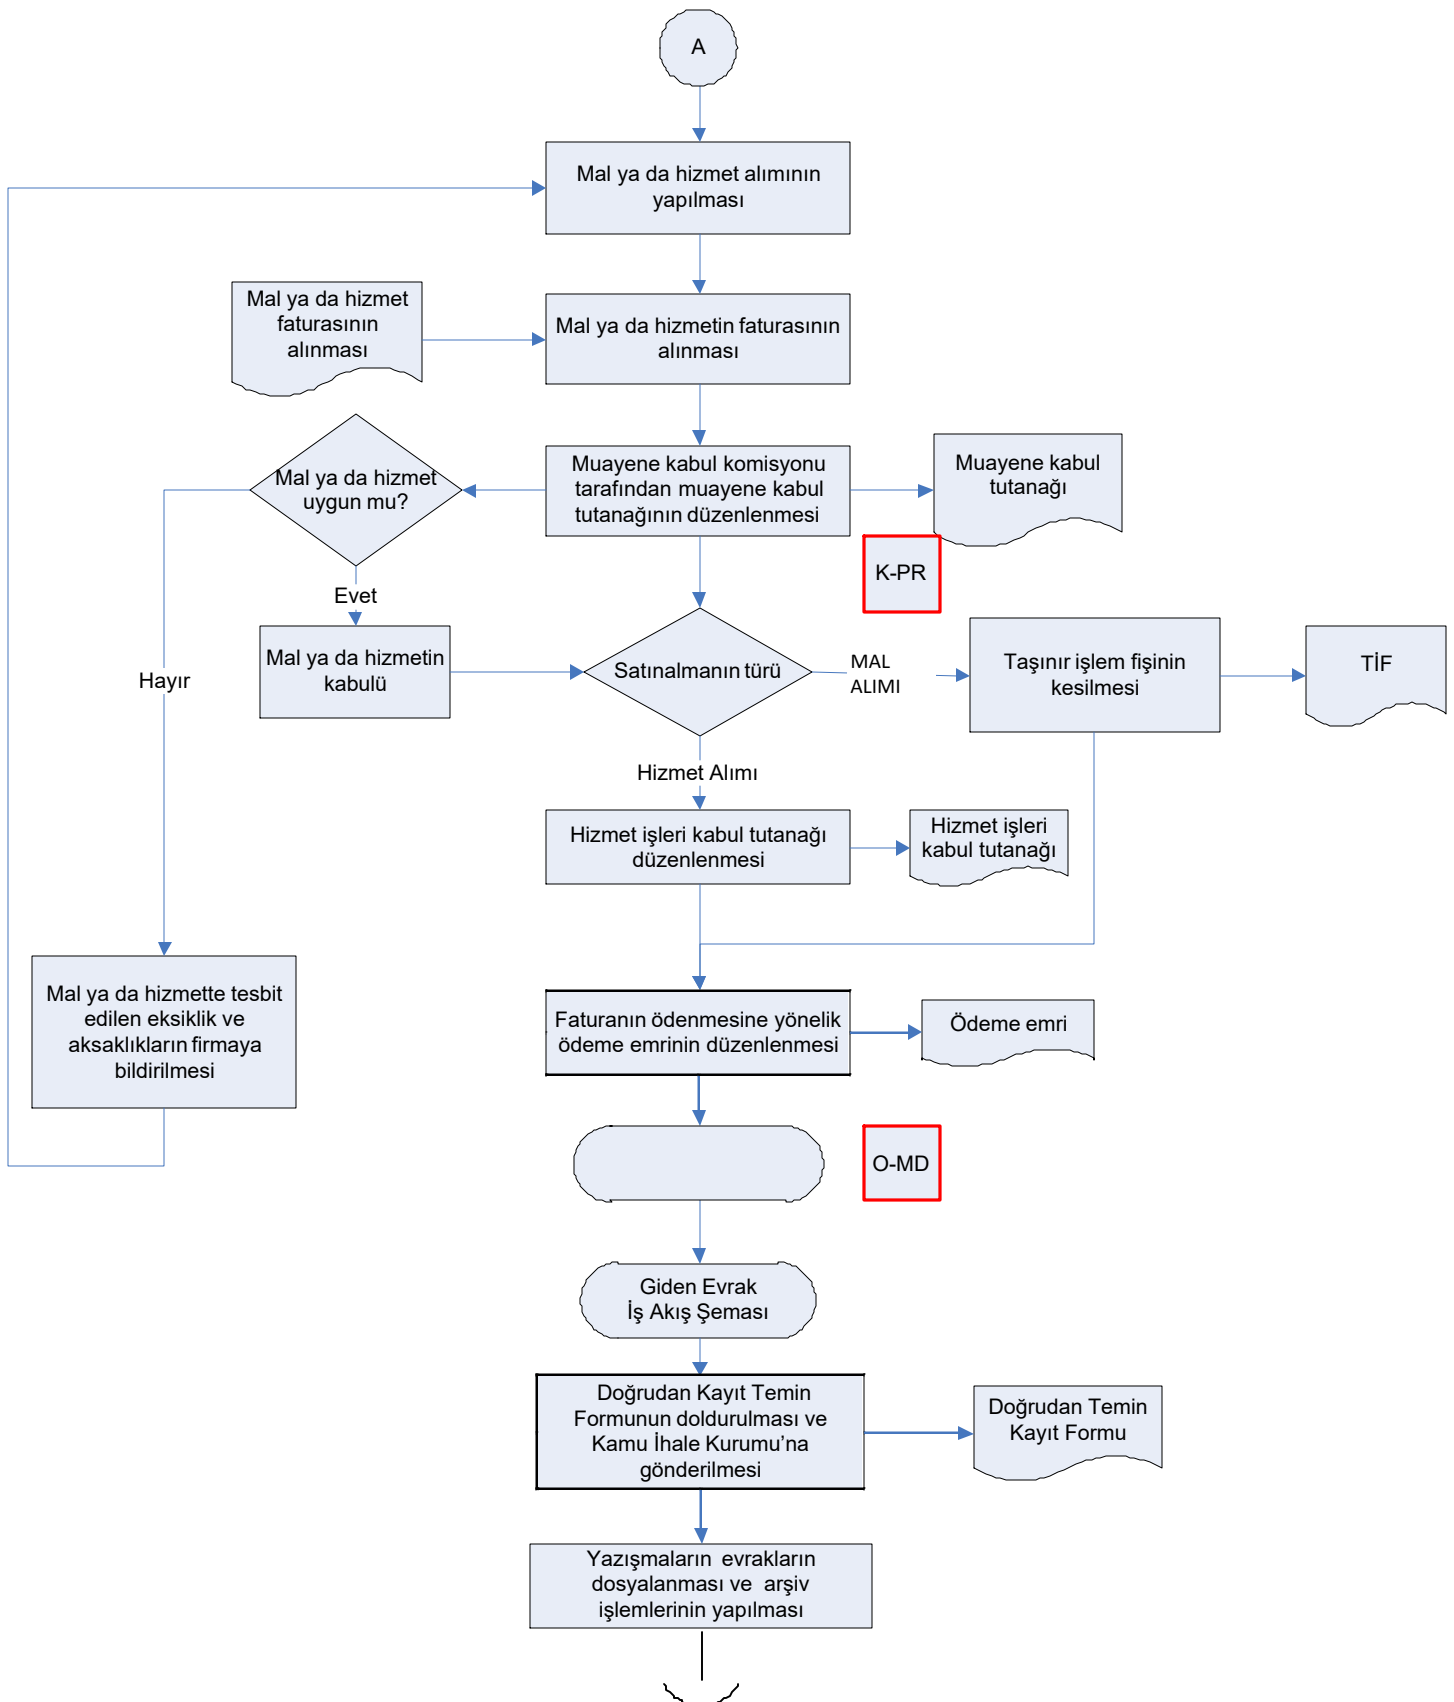 A
Mal ya da hizmet alımının
yapılması
Mal ya da hizmet
faturasının
alınması
Mal ya da hizmetin faturasının
alınması
Mal ya da hizmet
uygun mu?
Muayene kabul komisyonu
tarafından muayene kabul
tutanağının düzenlenmesi
Muayene kabul
tutanağı
K-PR
Evet
Mal ya da hizmetin
kabulü
Hayır
Satınalmanın türü
MAL
ALIMI
Taşınır işlem fişinin
kesilmesi
TİF
Hizmet Alımı
Hizmet işleri kabul tutanağı
düzenlenmesi
Hizmet işleri
kabul tutanağı
Mal ya da hizmette tesbit
edilen eksiklik ve
aksaklıkların firmaya
bildirilmesi
Faturanın ödenmesine yönelik
ödeme emrinin düzenlenmesi
Ödeme emri
O-MD
Giden Evrak
İş Akış Şeması
Doğrudan Kayıt Temin
Formunun doldurulması ve
Kamu İhale Kurumu’na
gönderilmesi
Doğrudan Temin
Kayıt Formu
Yazışmaların evrakların
dosyalanması ve arşiv
işlemlerinin yapılması